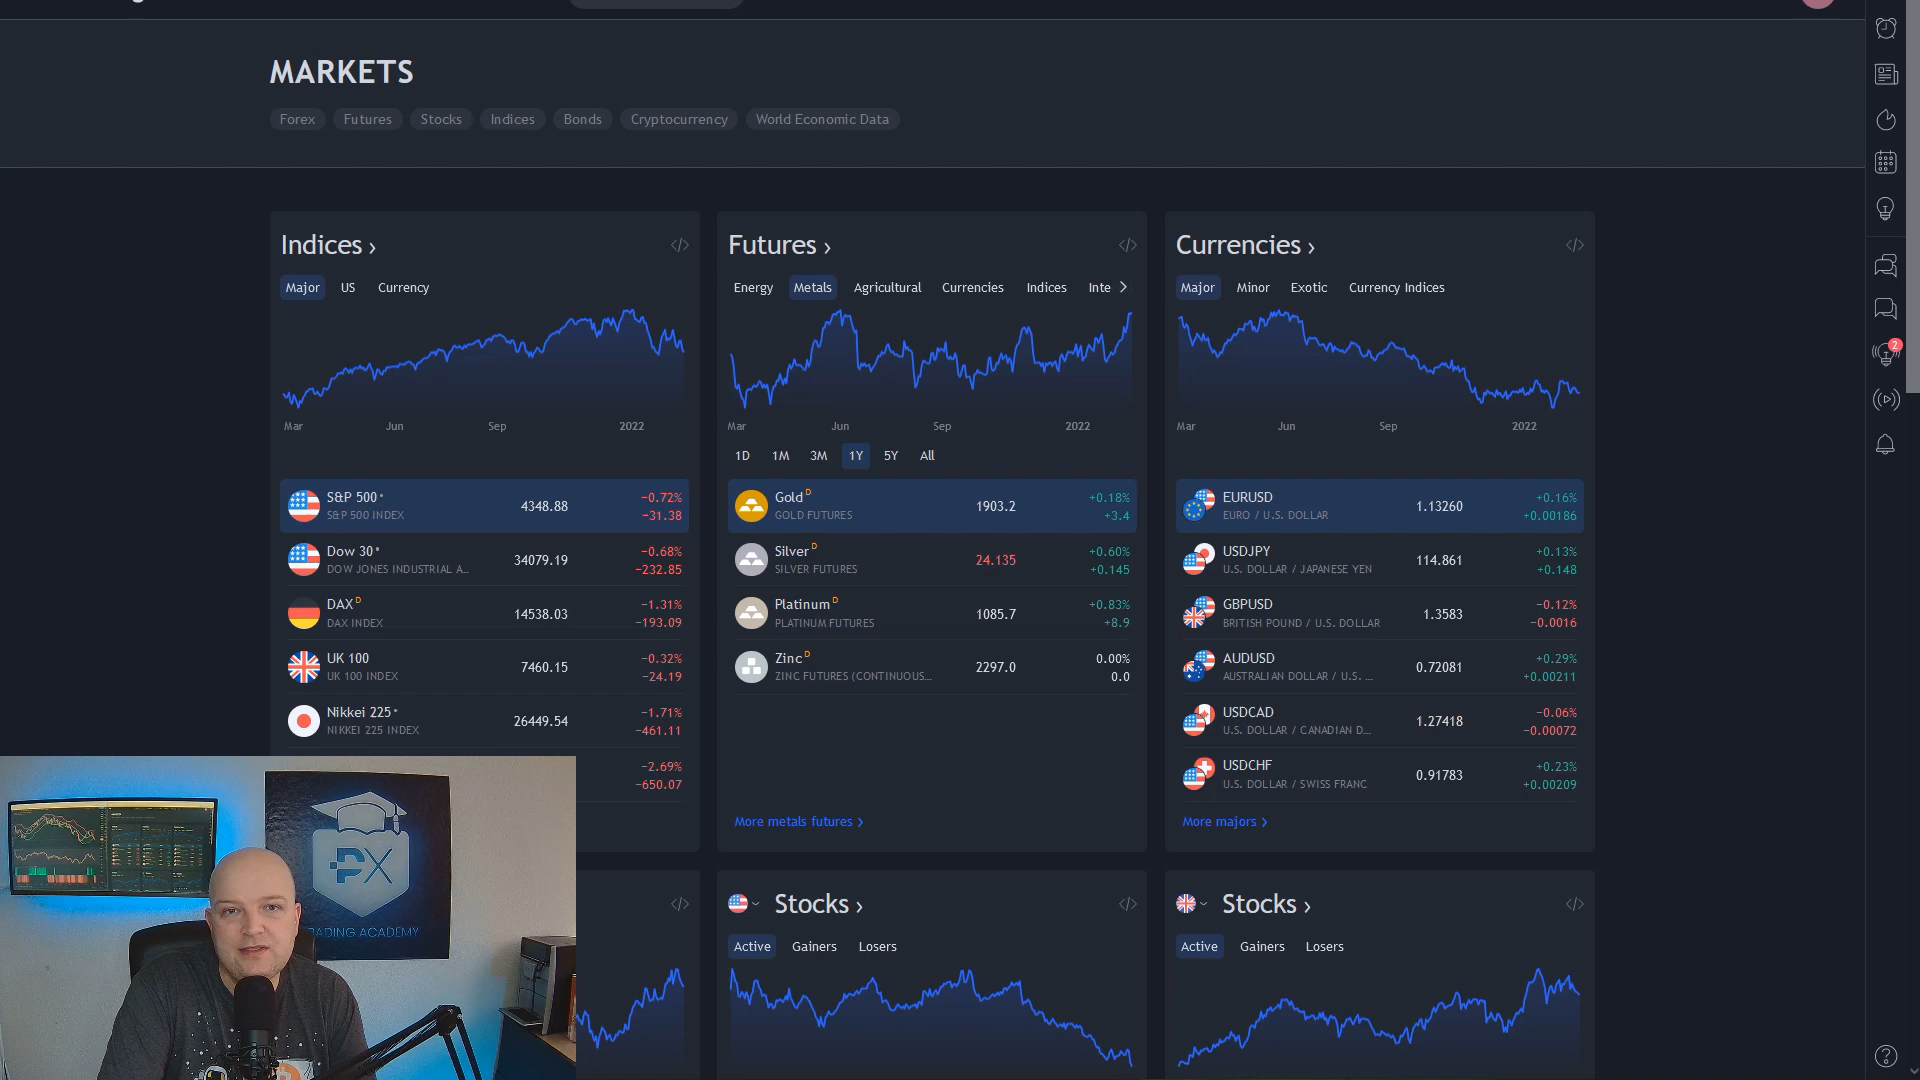 MARKETS
Forex Futures Stocks Indices Bonds Cryptocurrency World Economic Data
Indices ›
Major US Currency
Mar Jun Sep 2022
S&P 500 4348.88 −0.72%
S&P 500 INDEX −31.38
Dow 30 34079.19 −0.68%
DOW JONES INDUSTRIAL A... −232.85
DAX D 14538.03 −1.31%
DAX INDEX −193.09
UK 100 7460.15 −0.32%
UK 100 INDEX −24.19
Nikkei 225 26449.54 −1.71%
NIKKEI 225 INDEX −461.11
−2.69%
−650.07
Futures ›
Energy Metals Agricultural Currencies Indices Inte
Mar Jun Sep 2022
1D 1M 3M 1Y 5Y All
Gold D 1903.2 +0.18%
GOLD FUTURES +3.4
Silver D 24.135 +0.60%
SILVER FUTURES +0.145
Platinum D 1085.7 +0.83%
PLATINUM FUTURES +8.9
Zinc D 2297.0 0.00%
ZINC FUTURES (CONTINUOUS... 0.0
More metals futures ›
Currencies ›
Major Minor Exotic Currency Indices
Mar Jun Sep 2022
EURUSD 1.13260 +0.16%
EURO / U.S. DOLLAR +0.00186
USDJPY 114.861 +0.13%
U.S. DOLLAR / JAPANESE YEN +0.148
GBPUSD 1.3583 −0.12%
BRITISH POUND / U.S. DOLLAR −0.0016
AUDUSD 0.72081 +0.29%
AUSTRALIAN DOLLAR / U.S. ... +0.00211
USDCAD 1.27418 −0.06%
U.S. DOLLAR / CANADIAN D... −0.00072
USDCHF 0.91783 +0.23%
U.S. DOLLAR / SWISS FRANC +0.00209
More majors ›
Stocks ›
Active Gainers Losers
Stocks ›
Active Gainers Losers
2
PX
ACADEMY